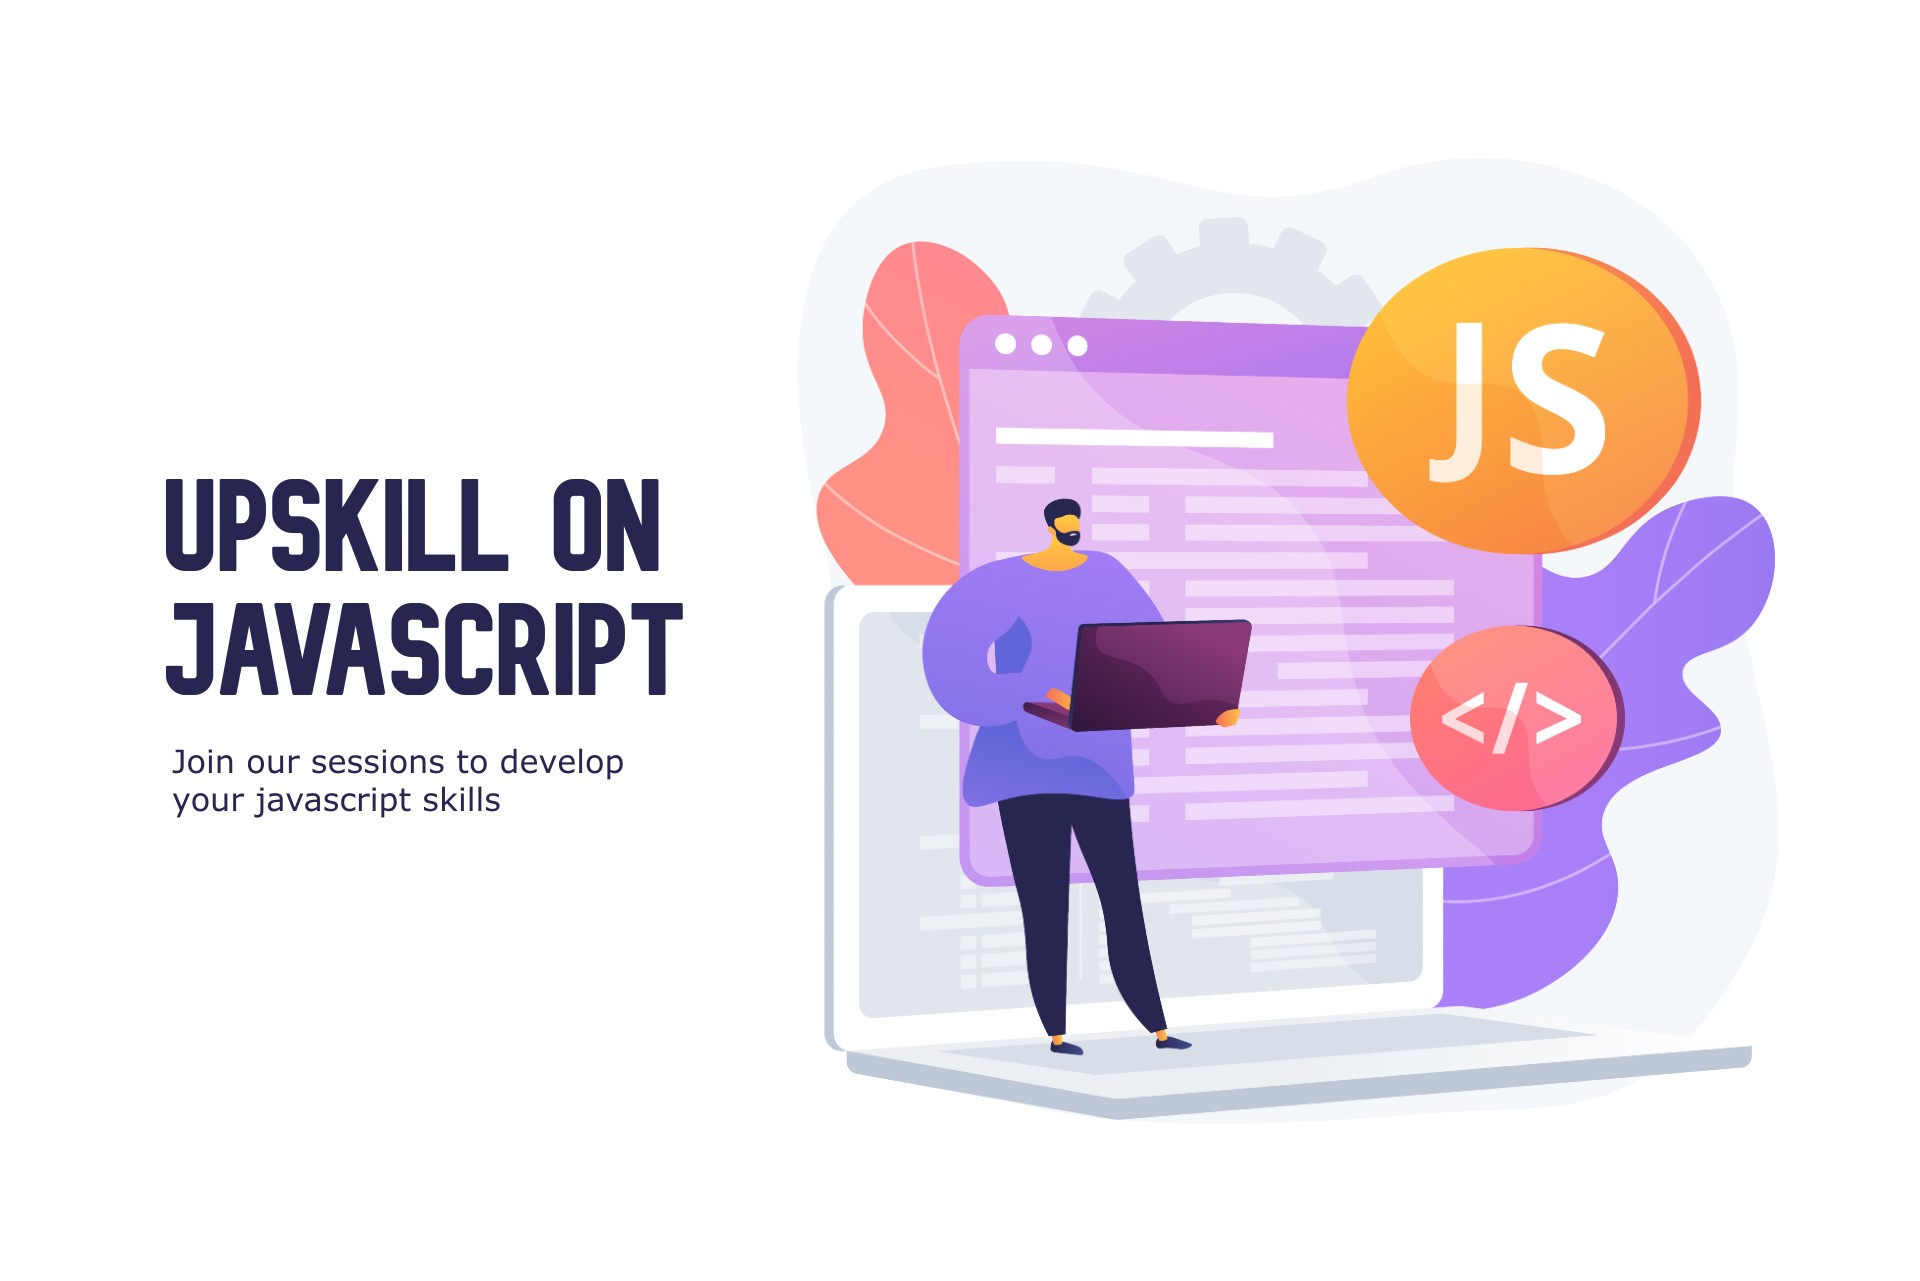 UPSKILL ON
JAVASCRIPT
Join our sessions to develop
your javascript skills
JS
</>